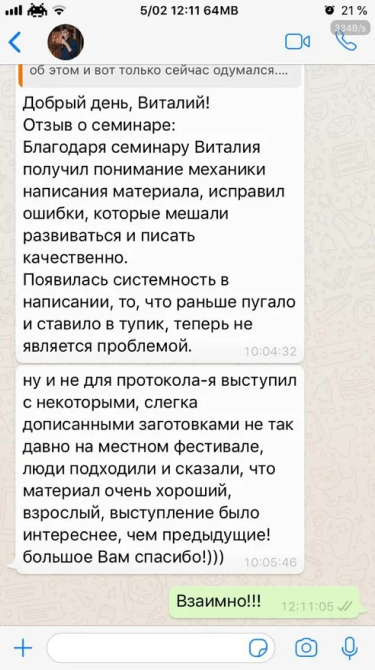 5/02 12:11 64MB
21 %
334B/s
об этом и вот только сейчас одумался....
Добрый день, Виталий!
Отзыв о семинаре:
Благодаря семинару Виталия
получил понимание механики
написания материала, исправил
ошибки, которые мешали
развиваться и писать
качественно.
Появилась системность в
написании, то, что раньше пугало
и ставило в тупик, теперь не
является проблемой.
10:04:32
ну и не для протокола-я выступил
с некоторыми, слегка
дописанными заготовками не так
давно на местном фестивале,
люди подходили и сказали, что
материал очень хороший,
взрослый, выступление было
интереснее, чем предыдущие!
большое Вам спасибо!)))
10:05:46
Взаимно!!!
12:11:05